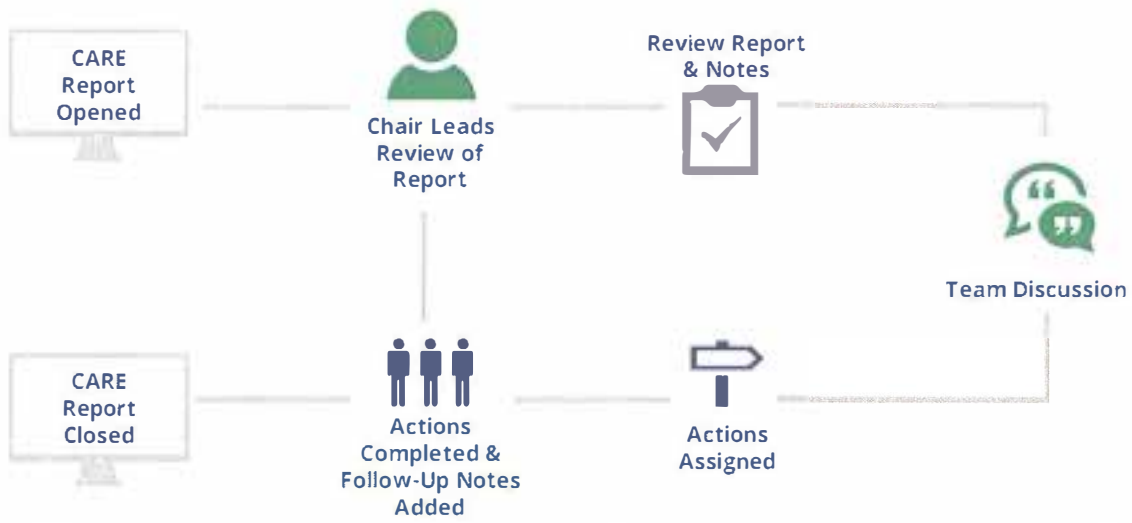 CARE
Report
Opened
Chair Leads
Review of
Report
Review Report
& Notes
Team Discussion
CARE
Report
Closed
Actions
Completed &
Follow-Up Notes
Added
Actions
Assigned